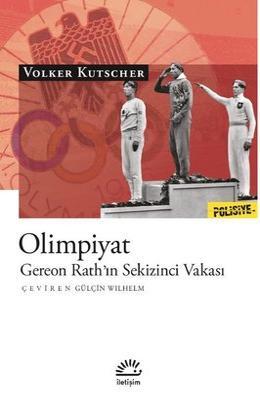 VOLKER KUTSCHER
POLİSİYE
Olimpiyat
Gereon Rath'ın Sekizinci Vakası
ÇEVİREN GÜLÇİN WILHELM
iletişim